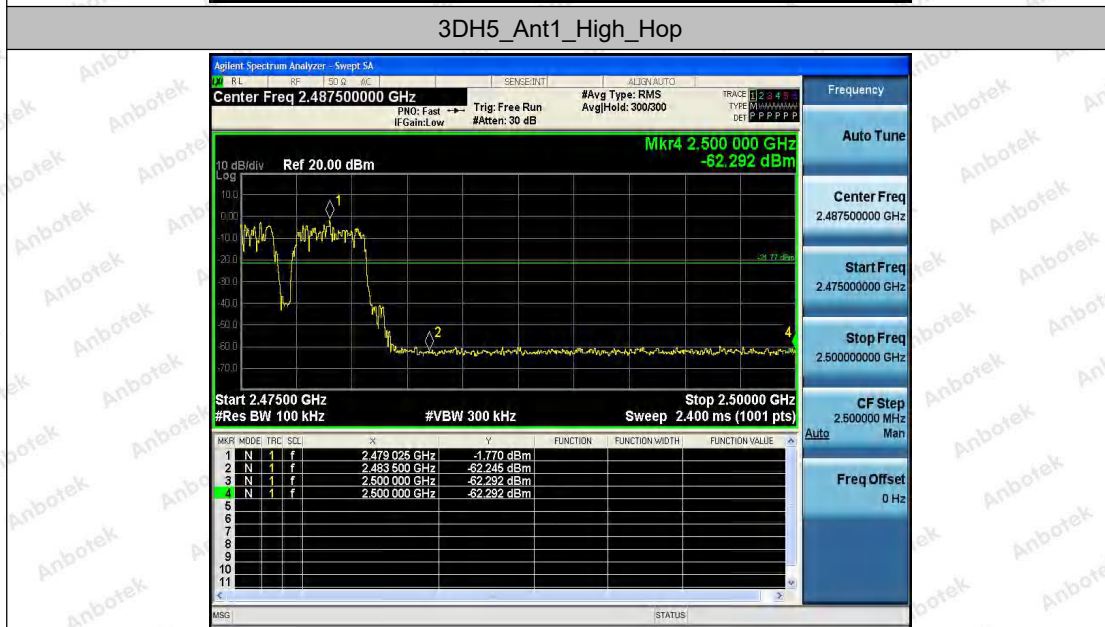 3DH5_Ant1_High_Hop
Agilent Spectrum Analyzer - Swept SA
RL RF 50 Ω AC SENSE:INT ALIGN AUTO
Center Freq 2.487500000 GHz
PNO: Fast
IFGain:Low
Trig: Free Run
#Atten: 30 dB
#Avg Type: RMS
Avg|Hold: 300/300
TRACE 1 2 3 4 5 6
TYPE M
DET P P P P P P
Mkr4 2.500 000 GHz
-62.292 dBm
10 dB/div Ref 20.00 dBm
Log
10.0
0.00
-10.0
-20.0
-30.0
-40.0
-50.0
-60.0
-70.0
-21.77 dBm
1
2
4
Start 2.47500 GHz Stop 2.50000 GHz
#Res BW 100 kHz #VBW 300 kHz Sweep 2.400 ms (1001 pts)
MKR MODE TRC SCL X Y FUNCTION FUNCTION WIDTH FUNCTION VALUE
1 N 1 f 2.479 025 GHz -1.770 dBm
2 N 1 f 2.483 500 GHz -62.245 dBm
3 N 1 f 2.500 000 GHz -62.292 dBm
4 N 1 f 2.500 000 GHz -62.292 dBm
5
6
7
8
9
10
11
MSG STATUS
Frequency
Auto Tune
Center Freq
2.487500000 GHz
Start Freq
2.475000000 GHz
Stop Freq
2.500000000 GHz
CF Step
2.500000 MHz
Auto Man
Freq Offset
0 Hz
Anbotek